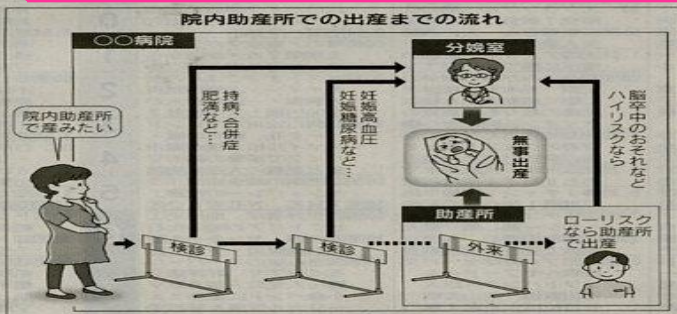 院内助産所での出産までの流れ
〇〇病院
分娩室
院内助産所
で産みたい
持病、合併症
肥満など…
妊娠高血圧
妊娠糖尿病など…
脳卒中のおそれなど
ハイリスクなら
無事出産
助産所
検診
検診
外来
ローリスク
なら助産所
で出産